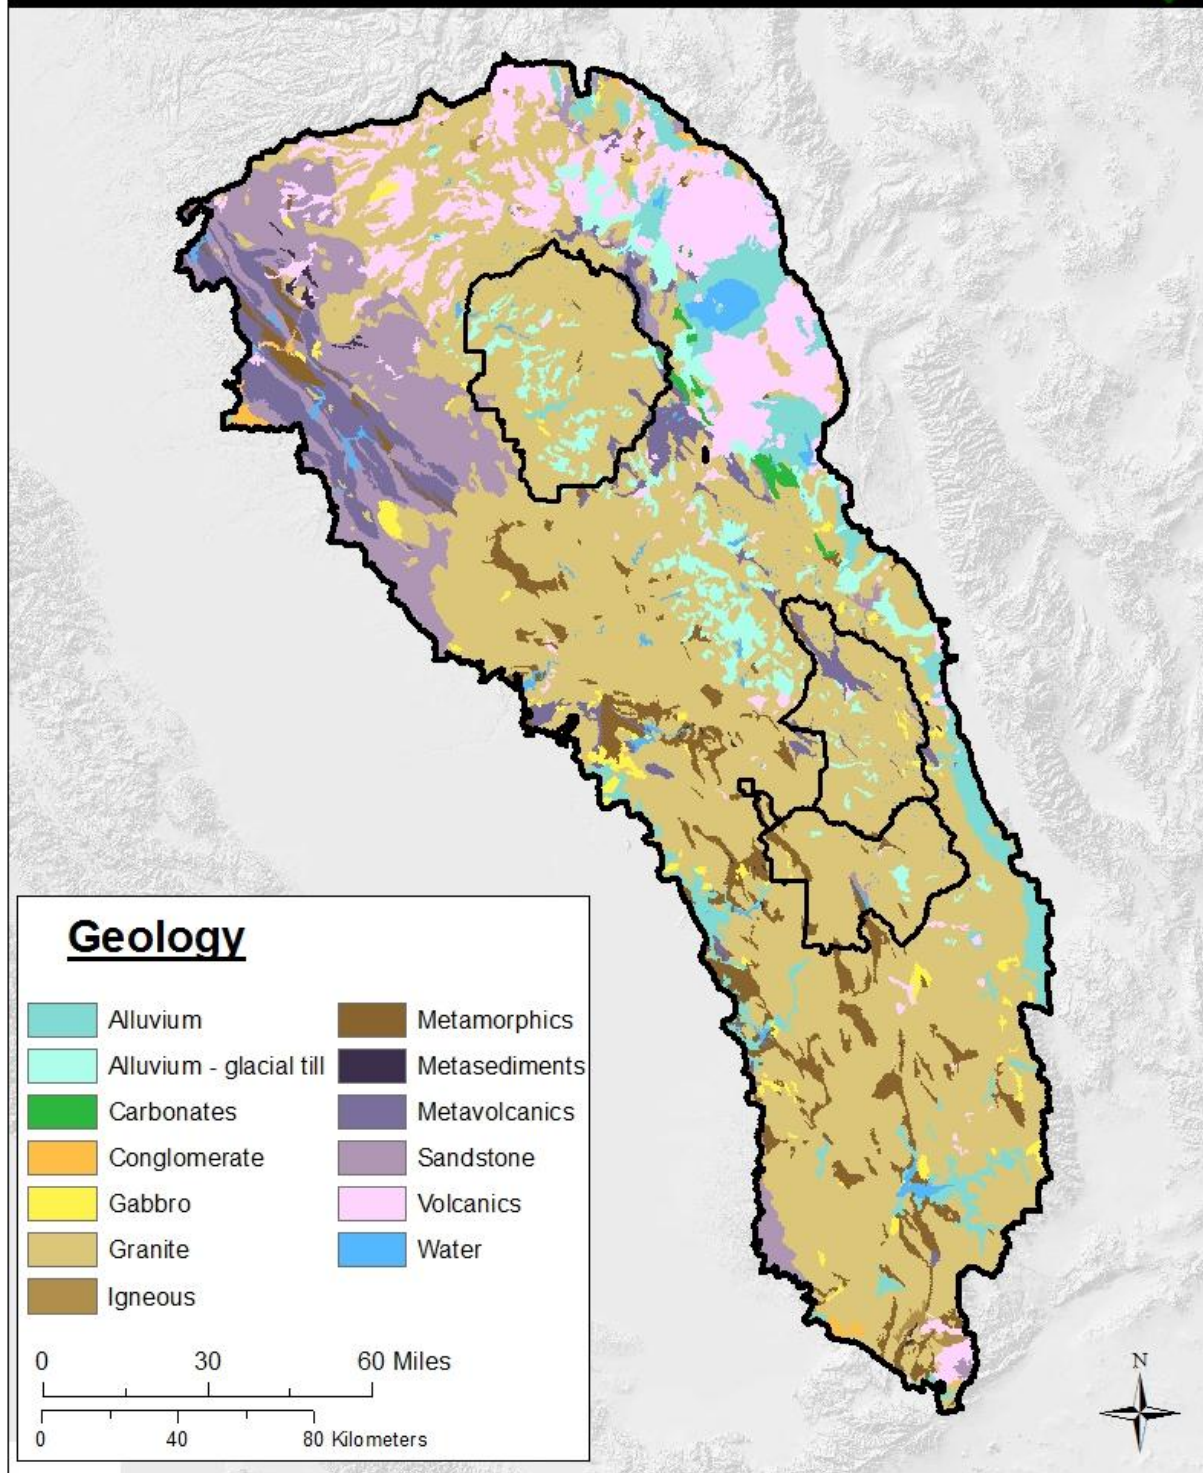 Geology
Alluvium
Alluvium - glacial till
Carbonates
Conglomerate
Gabbro
Granite
Igneous
Metamorphics
Metasediments
Metavolcanics
Sandstone
Volcanics
Water
0 30 60 Miles
0 40 80 Kilometers
N